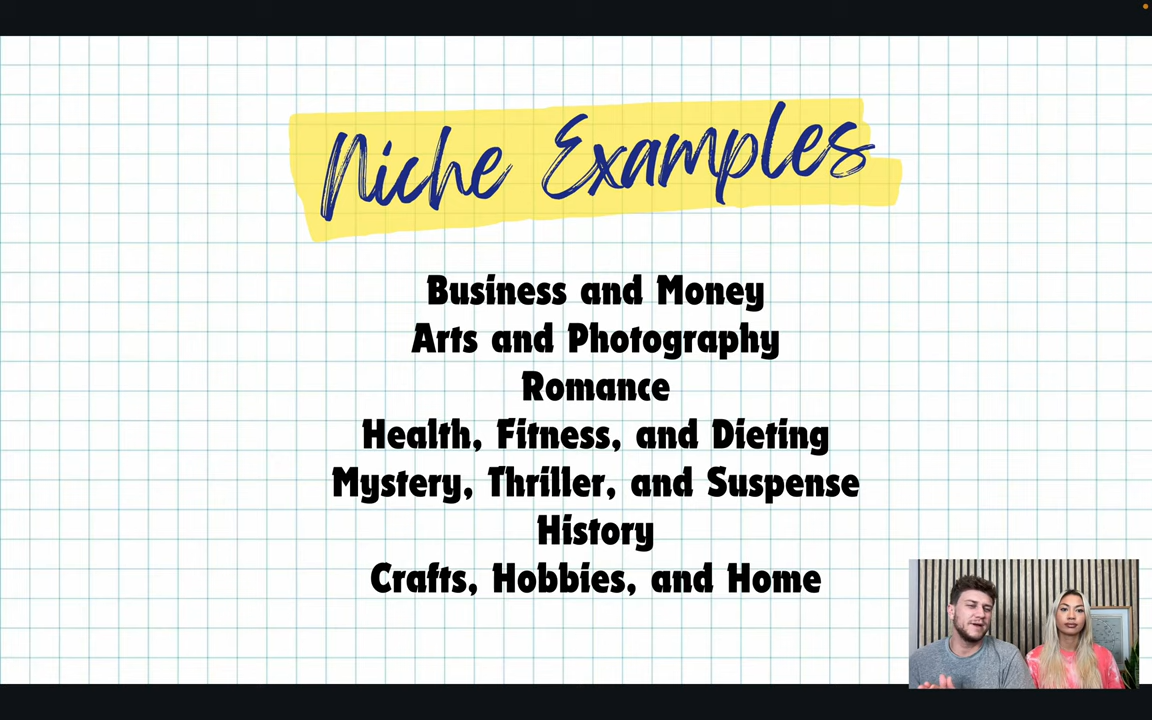 Niche Examples
Business and Money
Arts and Photography
Romance
Health, Fitness, and Dieting
Mystery, Thriller, and Suspense
History
Crafts, Hobbies, and Home